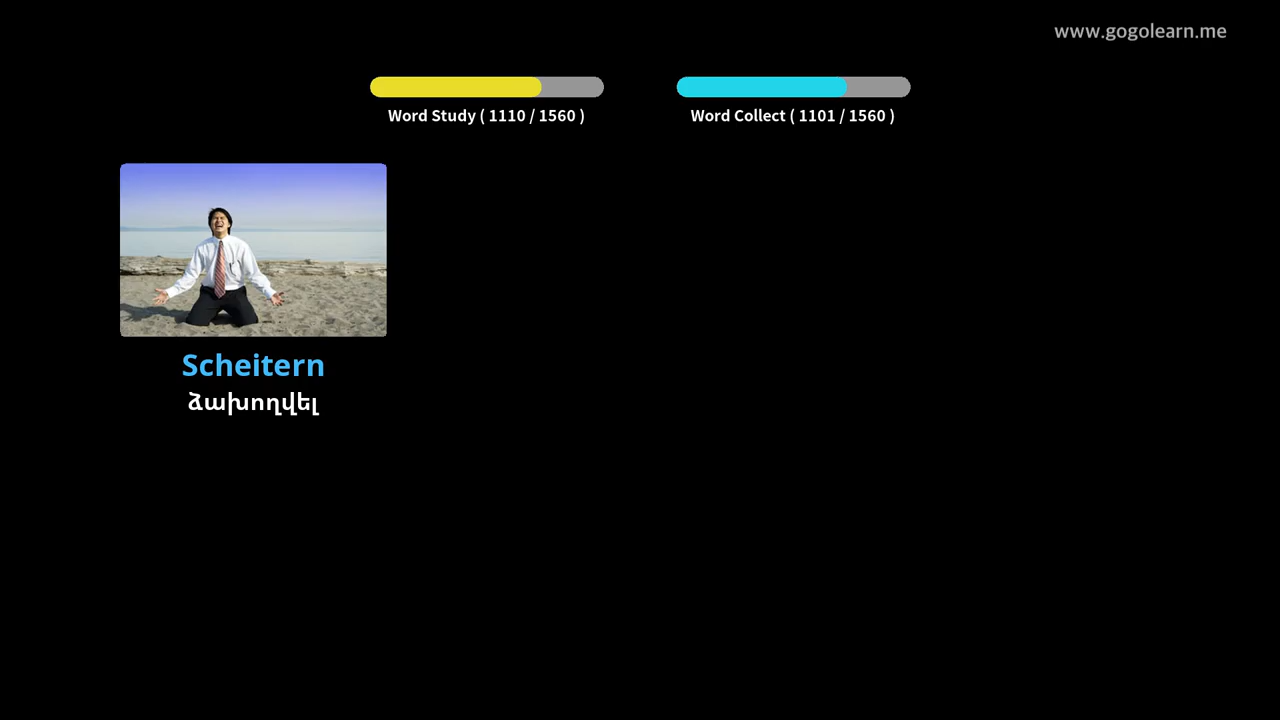 www.gogolearn.me
Word Study ( 1110 / 1560 )
Word Collect ( 1101 / 1560 )
Scheitern
ձախողվել